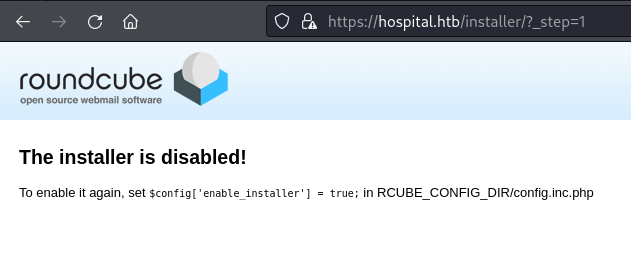 https://hospital.htb/installer/?_step=1
roundcube
open source webmail software
The installer is disabled!
To enable it again, set $config['enable_installer'] = true; in RCUBE_CONFIG_DIR/config.inc.php